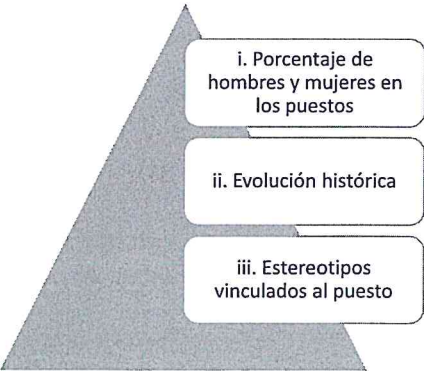 i. Porcentaje de
hombres y mujeres en
los puestos
ii. Evolución histórica
iii. Estereotipos
vinculados al puesto